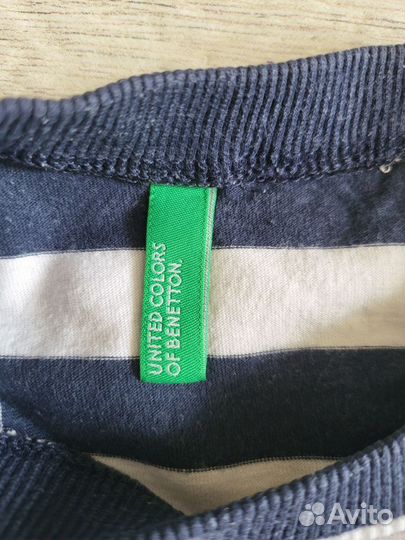 UNITED COLORS
OF BENETTON.
Avito